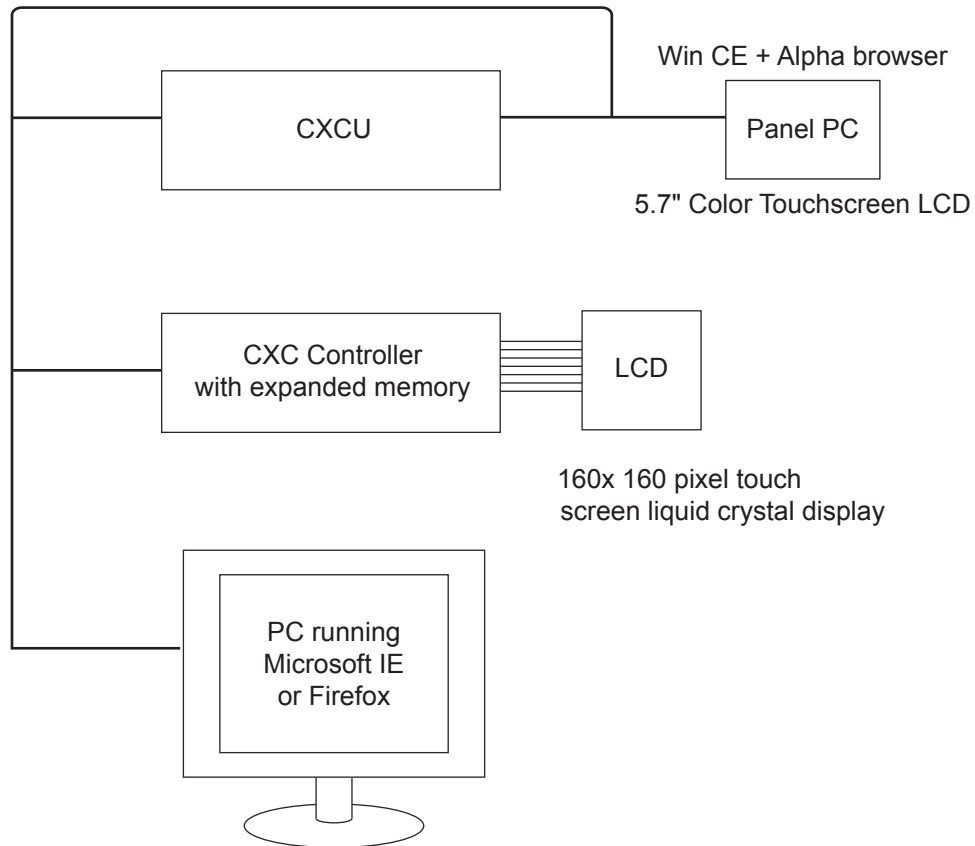 Win CE + Alpha browser
CXCU
Panel PC
5.7" Color Touchscreen LCD
CXC Controller
with expanded memory
LCD
160x 160 pixel touch
screen liquid crystal display
PC running
Microsoft IE
or Firefox